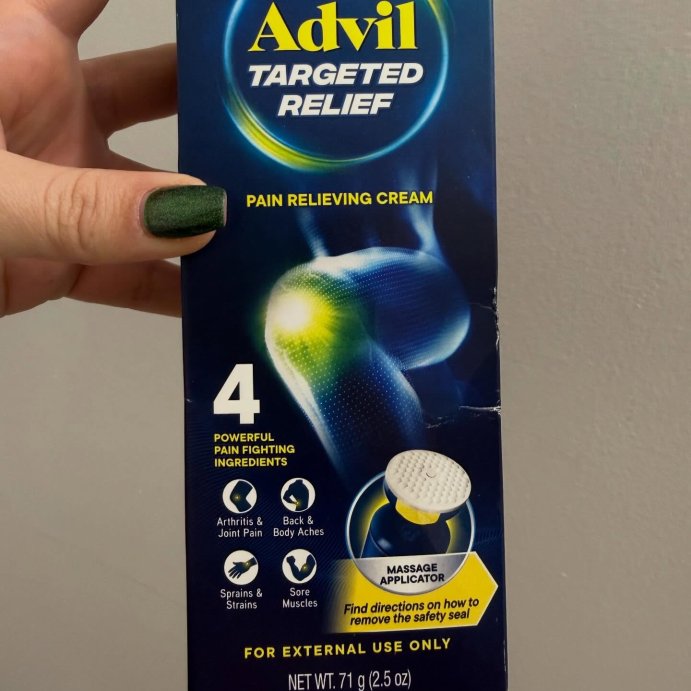 Advil
TARGETED
RELIEF
PAIN RELIEVING CREAM
4
POWERFUL
PAIN FIGHTING
INGREDIENTS
Arthritis &
Joint Pain
Back &
Body Aches
Sprains &
Strains
Sore
Muscles
MASSAGE
APPLICATOR
Find directions on how to
remove the safety seal
FOR EXTERNAL USE ONLY
NET WT. 71 g (2.5 oz)